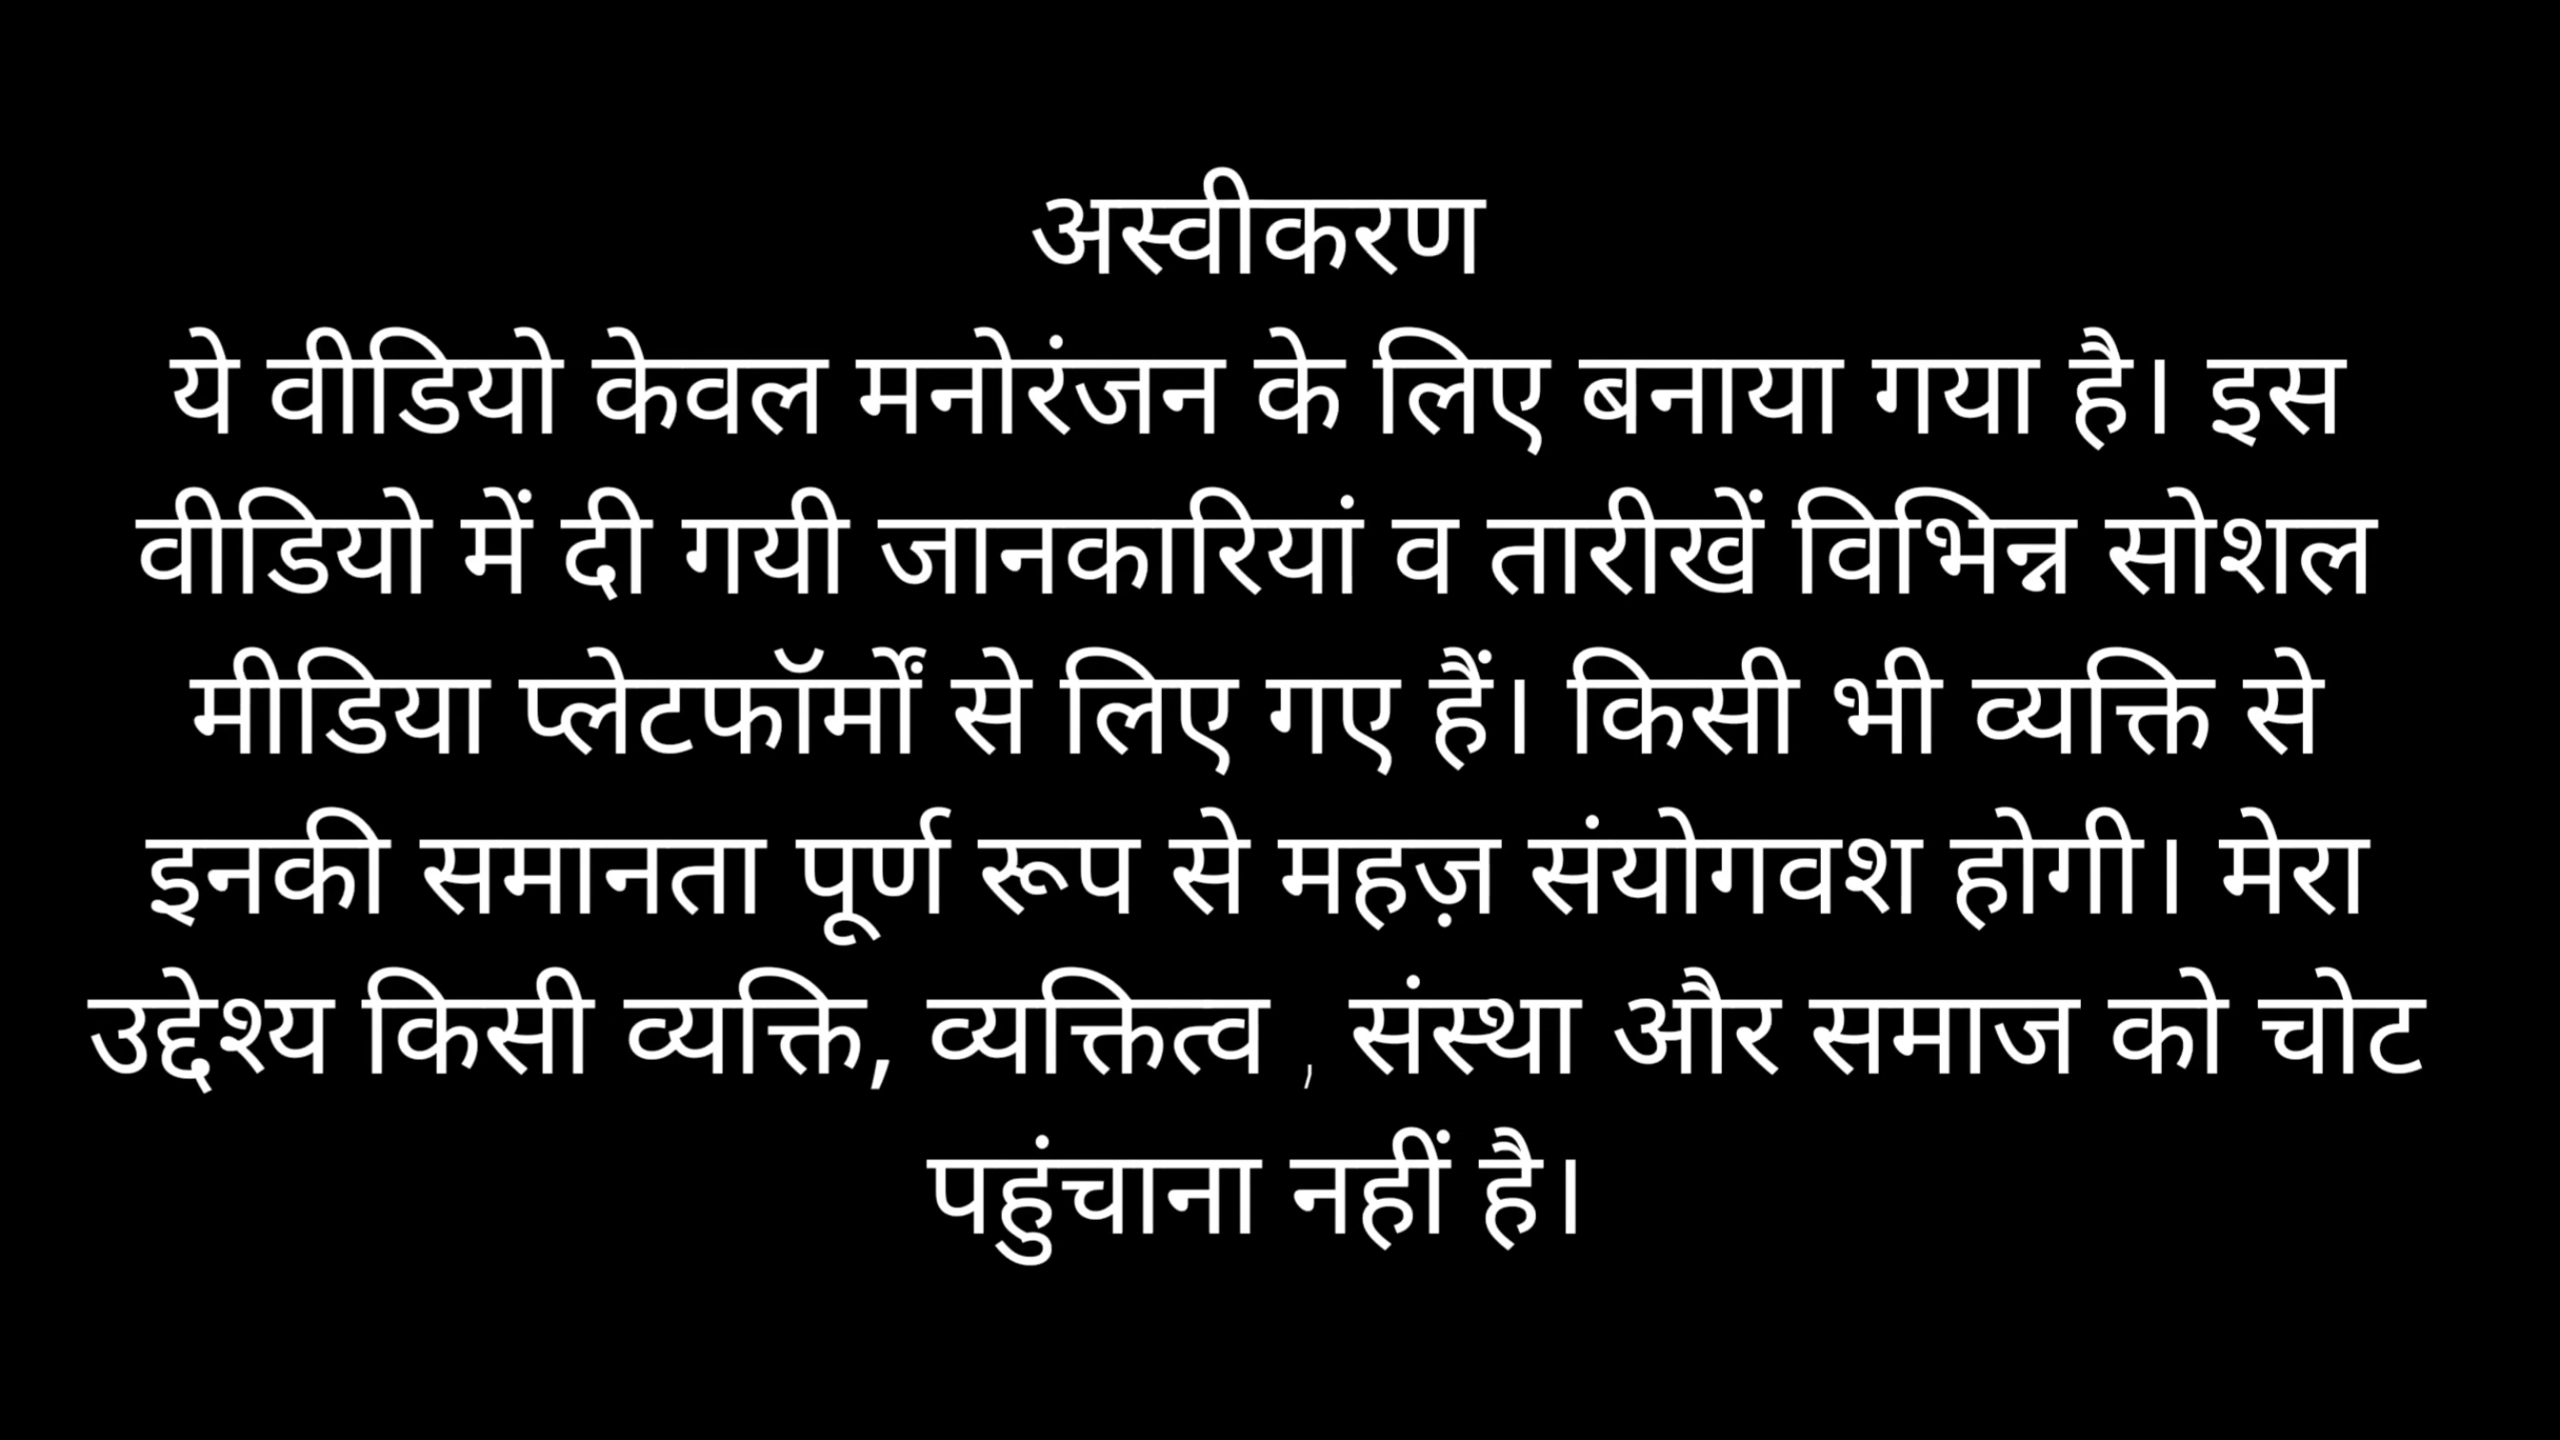 अस्वीकरण
ये वीडियो केवल मनोरंजन के लिए बनाया गया है। इस
वीडियो में दी गयी जानकारियां व तारीखें विभिन्न सोशल
मीडिया प्लेटफॉर्मों से लिए गए हैं। किसी भी व्यक्ति से
इनकी समानता पूर्ण रूप से महज़ संयोगवश होगी। मेरा
उद्देश्य किसी व्यक्ति, व्यक्तित्व , संस्था और समाज को चोट
पहुंचाना नहीं है।